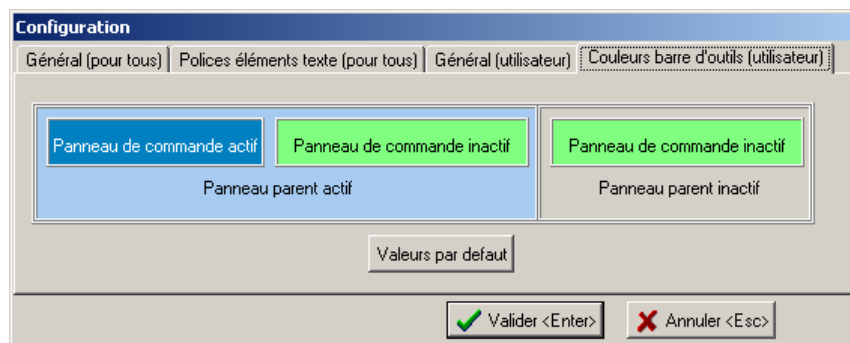 Configuration
Général (pour tous) Polices éléments texte (pour tous) Général (utilisateur) Couleurs barre d'outils (utilisateur)
Panneau de commande actif Panneau de commande inactif Panneau de commande inactif
Panneau parent actif Panneau parent inactif
Valeurs par defaut
Valider <Enter> Annuler <Esc>